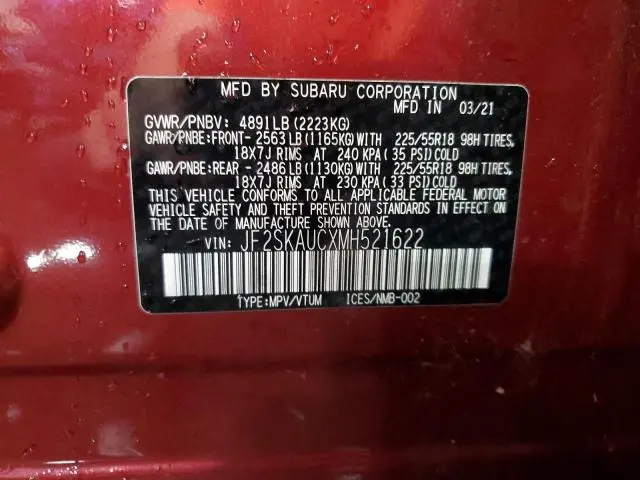 MFD BY SUBARU CORPORATION
MFD IN 03/21
GVWR/PNBV: 4891LB (2223KG)
GAWR/PNBE:FRONT-2563LB (1165KG) WITH 225/55R18 98H TIRES,
18X7J RIMS AT 240 KPA (35 PSI) COLD
GAWR/PNBE:REAR - 2486LB (1130KG) WITH 225/55R18 98H TIRES,
18X7J RIMS AT 230 KPA (33 PSI) COLD
THIS VEHICLE CONFORMS TO ALL APPLICABLE FEDERAL MOTOR
VEHICLE SAFETY AND THEFT PREVENTION STANDARDS IN EFFECT ON
THE DATE OF MANUFACTURE SHOWN ABOVE.
VIN: JF2SKAUCXMH521622
TYPE:MPV/VTUM ICES/NMB-002